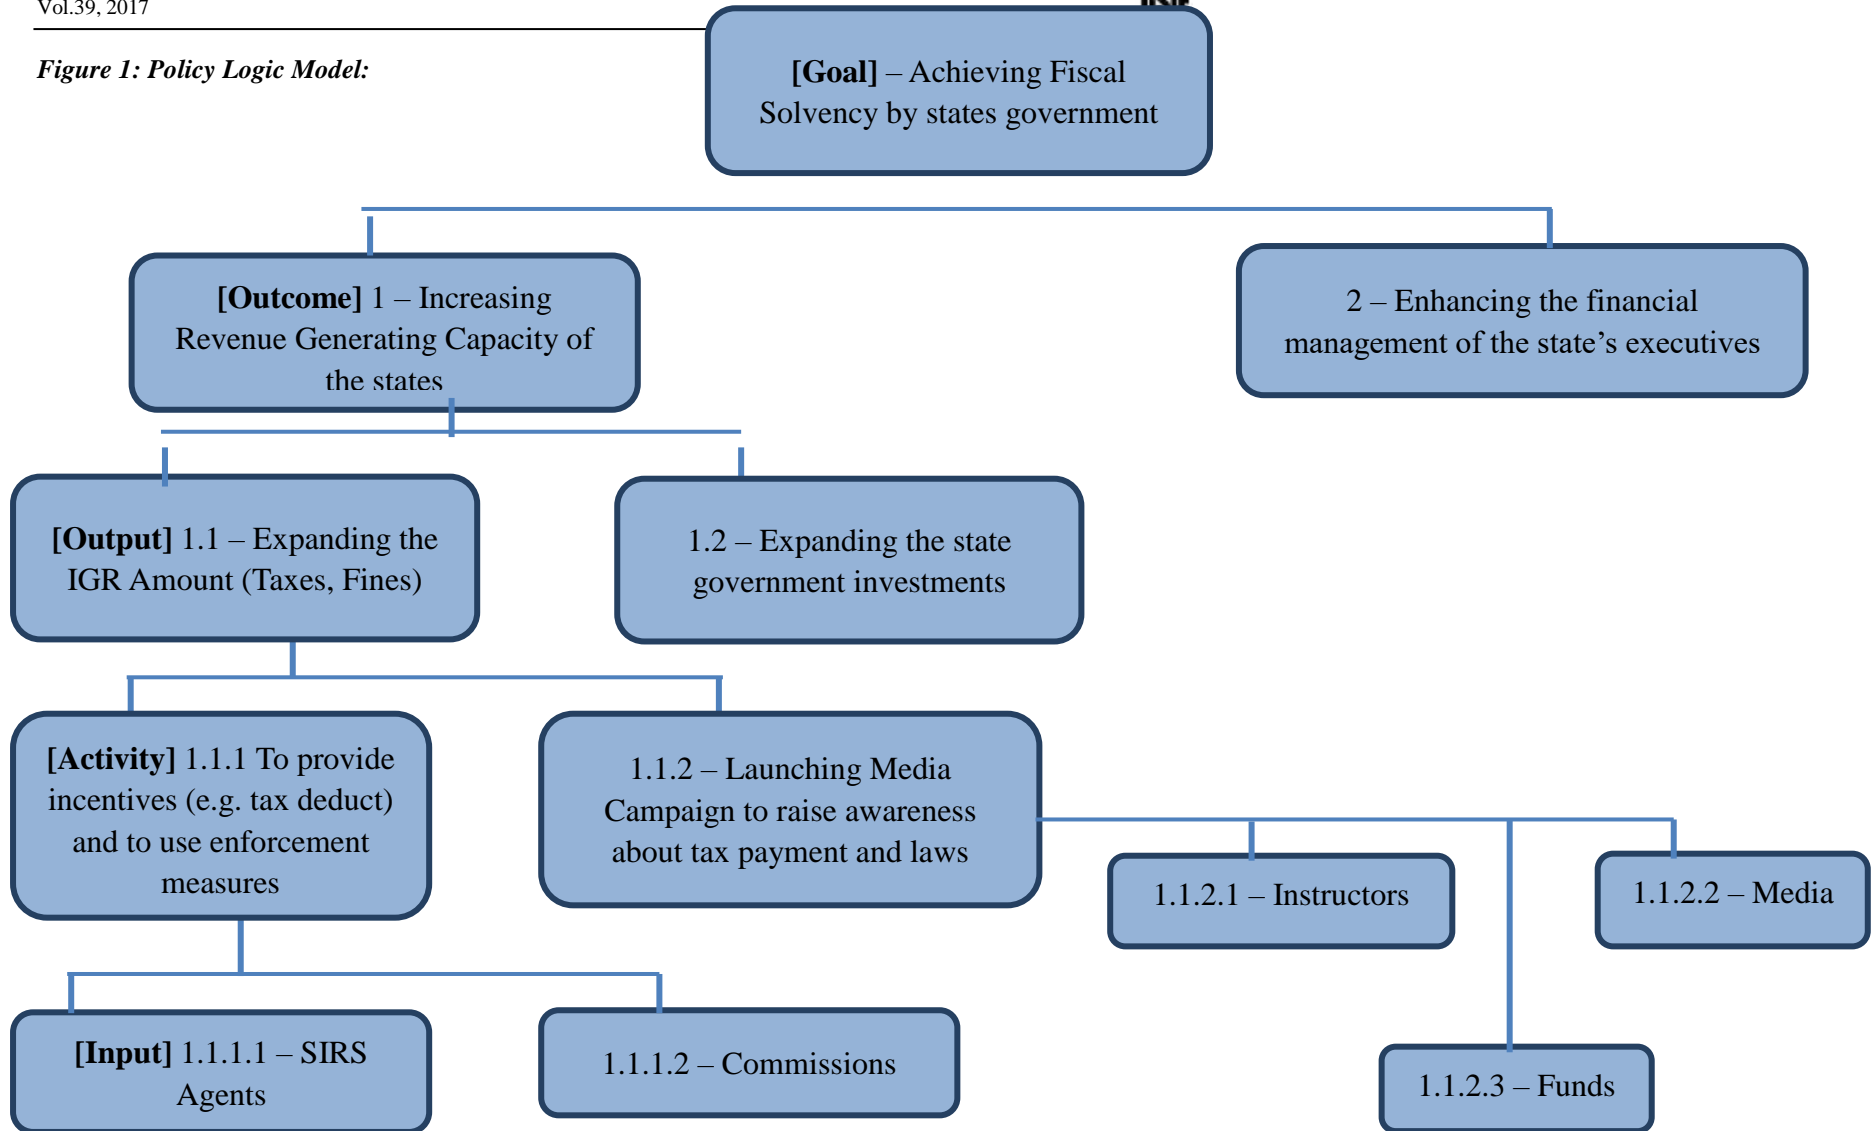 Vol.39, 2017
Figure 1: Policy Logic Model:
[Goal] – Achieving Fiscal
Solvency by states government
[Outcome] 1 – Increasing
Revenue Generating Capacity of
the states
2 – Enhancing the financial
management of the state’s executives
[Output] 1.1 – Expanding the
IGR Amount (Taxes, Fines)
1.2 – Expanding the state
government investments
[Activity] 1.1.1 To provide
incentives (e.g. tax deduct)
and to use enforcement
measures
1.1.2 – Launching Media
Campaign to raise awareness
about tax payment and laws
1.1.2.1 – Instructors
1.1.2.2 – Media
[Input] 1.1.1.1 – SIRS
Agents
1.1.1.2 – Commissions
1.1.2.3 – Funds